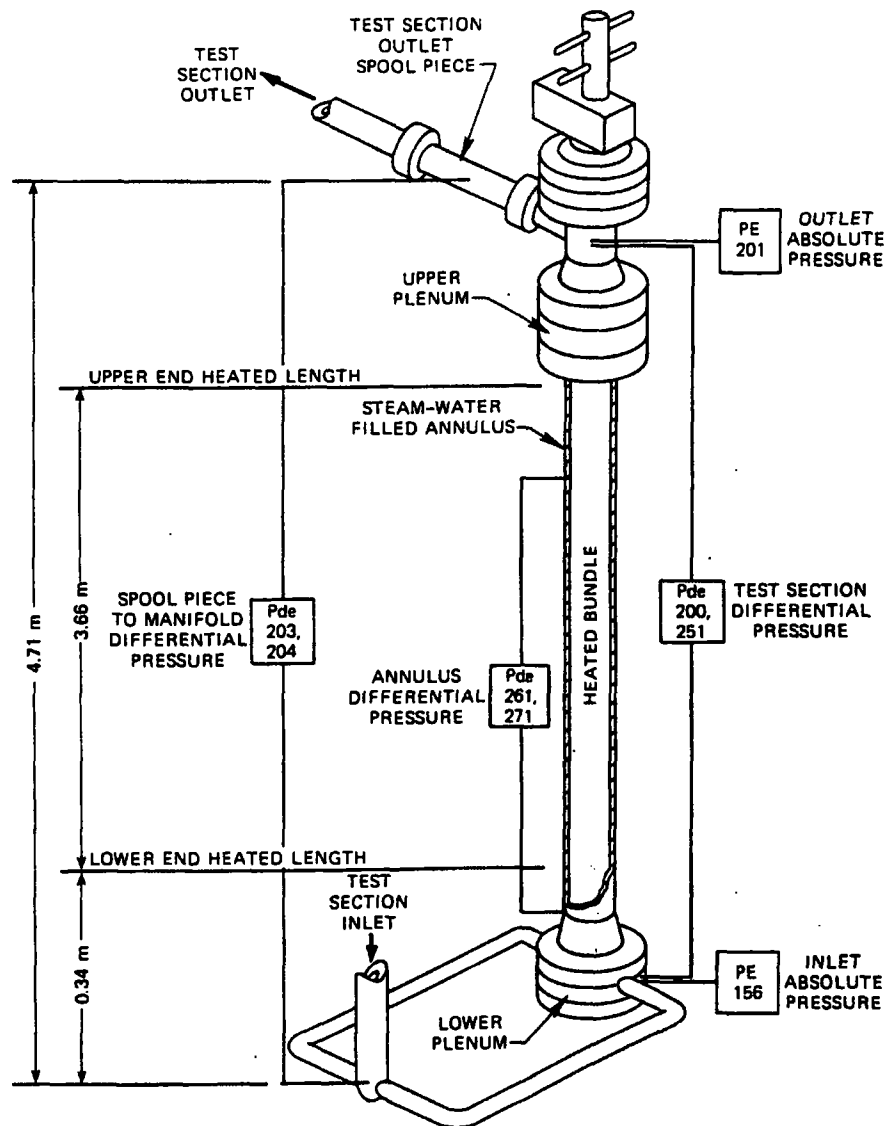 TEST
SECTION
OUTLET
TEST SECTION
OUTLET
SPOOL PIECE
PE
201
OUTLET
ABSOLUTE
PRESSURE
UPPER
PLENUM
UPPER END HEATED LENGTH
STEAM-WATER
FILLED ANNULUS
4.71 m
3.66 m
SPOOL PIECE
TO MANIFOLD
DIFFERENTIAL
PRESSURE
Pde
203,
204
ANNULUS
DIFFERENTIAL
PRESSURE
Pde
261,
271
HEATED BUNDLE
Pde
200,
251
TEST SECTION
DIFFERENTIAL
PRESSURE
LOWER END HEATED LENGTH
TEST
SECTION
INLET
0.34 m
LOWER
PLENUM
PE
156
INLET
ABSOLUTE
PRESSURE